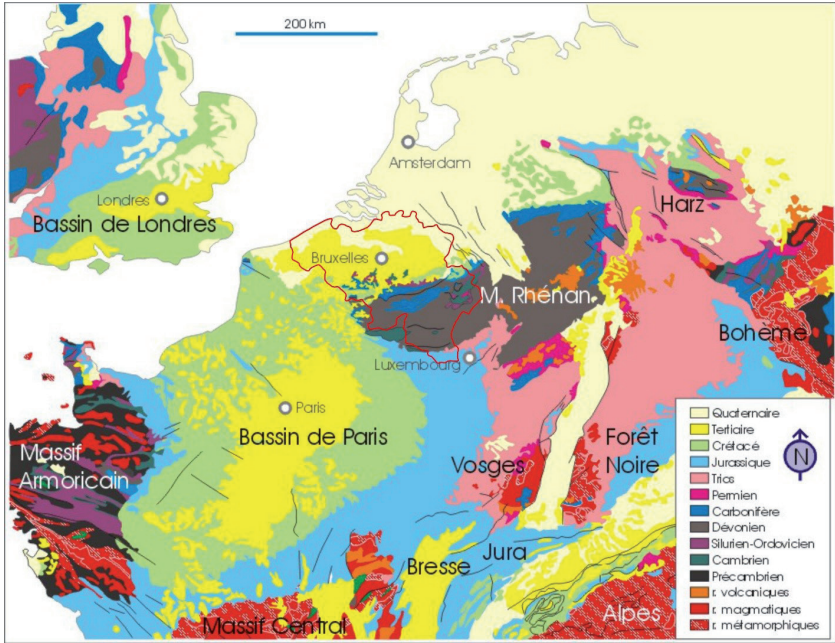 200 km
Amsterdam
Londres
Bassin de Londres
Harz
Bruxelles
M. Rhénan
Bohème
Luxembourg
Paris
Bassin de Paris
Massif
Armoricain
Vosges
Forêt
Noire
Jura
Bresse
Massif Central
Alpes
Quaternaire
Tertiaire
Crétacé
Jurassique
Trias
Permien
Carbonifère
Dévonien
Silurien-Ordovicien
Cambrien
Précambrien
r. volcaniques
r. magmatiques
r. métamorphiques
N